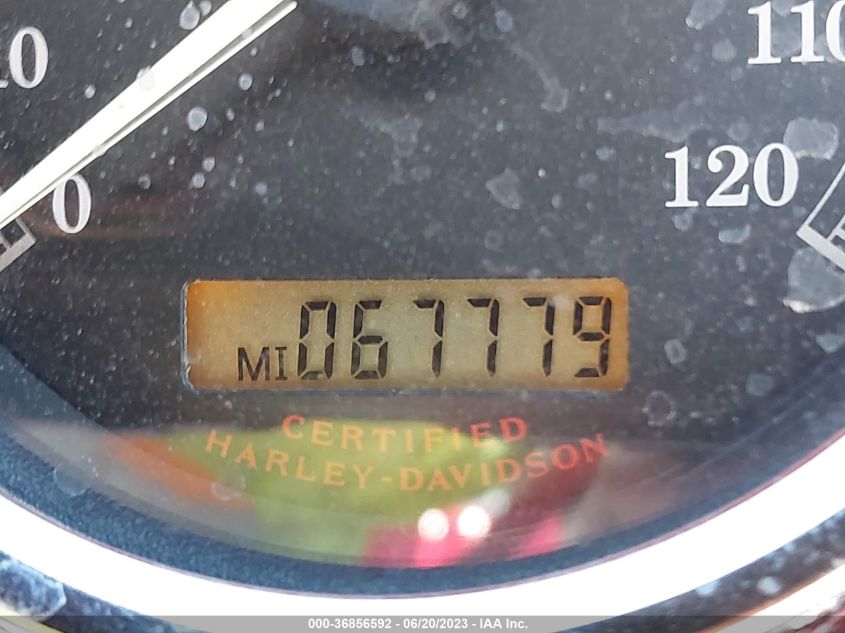 10
110
0
120
MI 067779
CERTIFIED
HARLEY-DAVIDSON
000-36856592 - 06/20/2023 - IAA Inc.